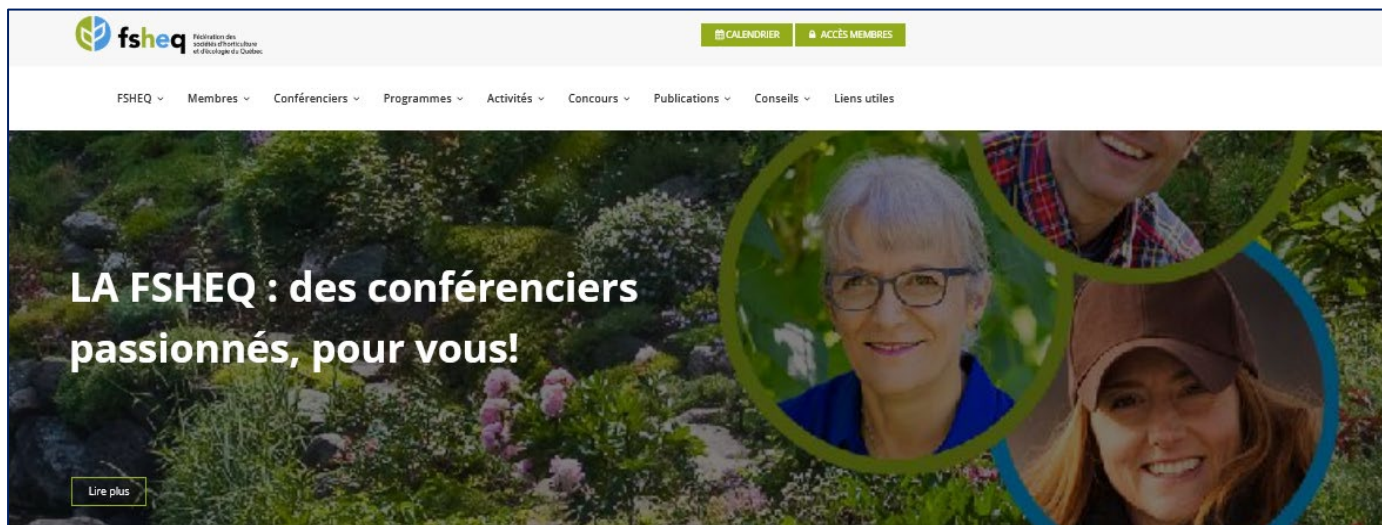 fsheq
Fédération des
sociétés d'horticulture
et d'écologie du Québec
CALENDRIER
ACCÈS MEMBRES
FSHEQ Membres Conférenciers Programmes Activités Concours Publications Conseils Liens utiles
LA FSHEQ : des conférenciers
passionnés, pour vous!
Lire plus